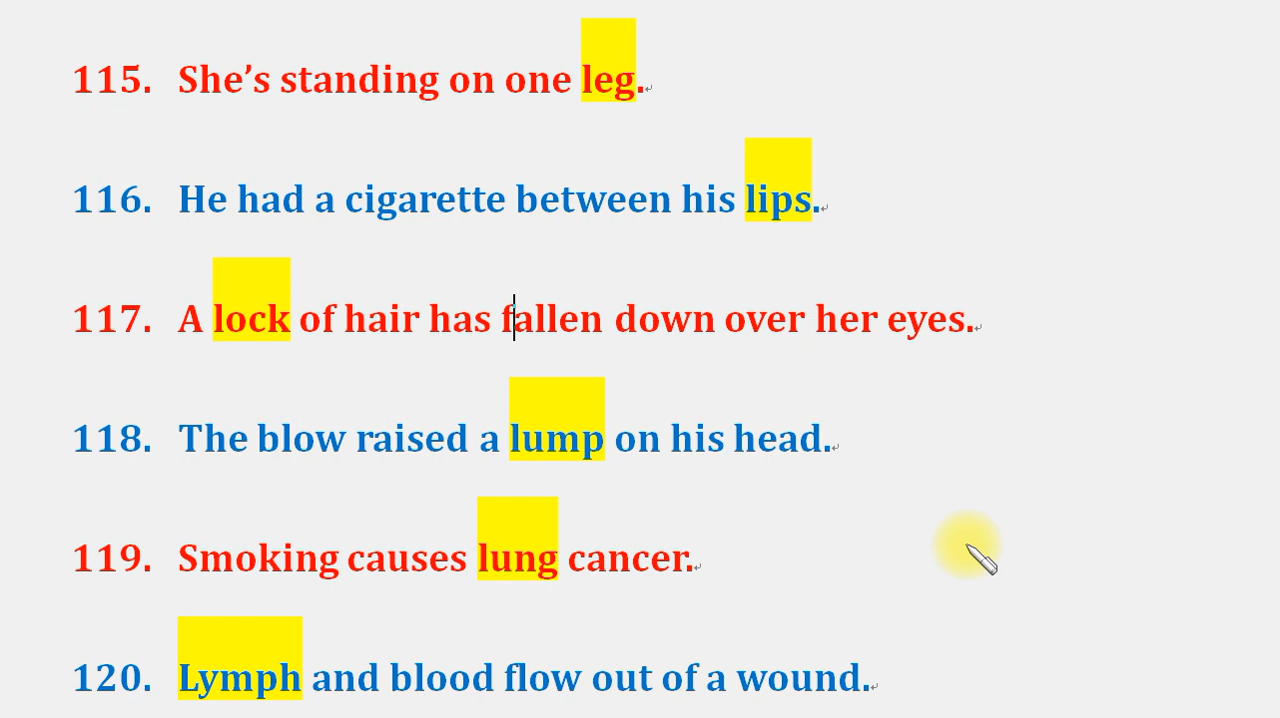 115. She’s standing on one leg.
116. He had a cigarette between his lips.
117. A lock of hair has fallen down over her eyes.
118. The blow raised a lump on his head.
119. Smoking causes lung cancer.
120. Lymph and blood flow out of a wound.